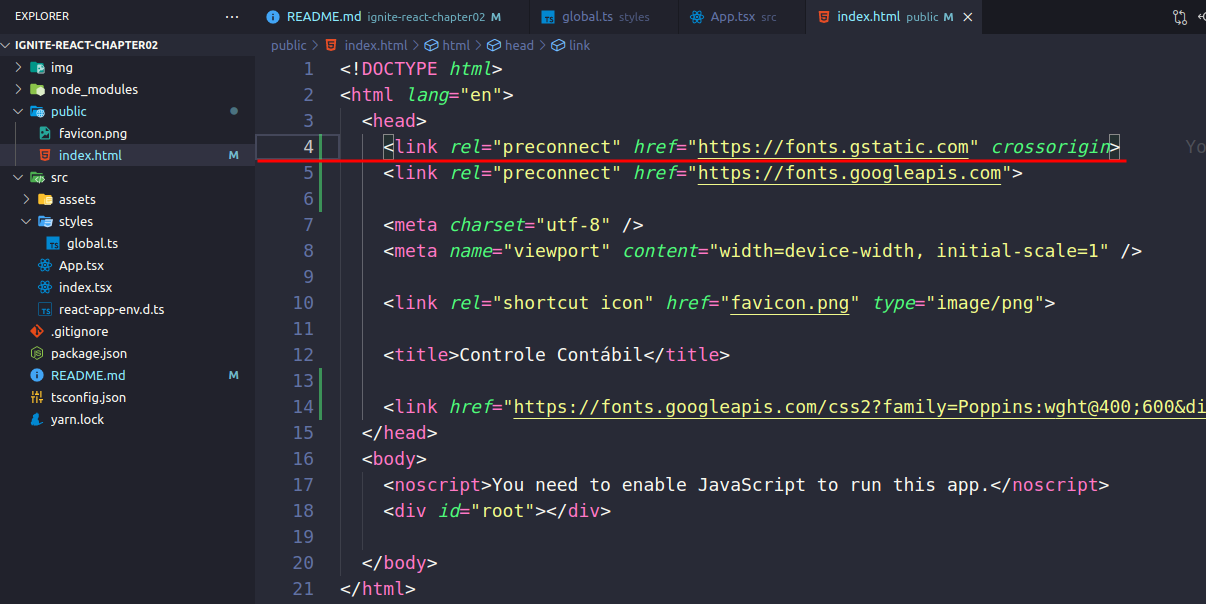 EXPLORER ...
IGNITE-REACT-CHAPTER02
img
node_modules
public
favicon.png
index.html M
src
assets
styles
TS global.ts
App.tsx
index.tsx
TS react-app-env.d.ts
.gitignore
package.json
README.md M
tsconfig.json
yarn.lock
README.md ignite-react-chapter02 M
TS global.ts styles
App.tsx src
index.html public M
public > index.html > html > head > link
1 <!DOCTYPE html>
2 <html lang="en">
3 <head>
4 <link rel="preconnect" href="https://fonts.gstatic.com" crossorigin> Yo
5 <link rel="preconnect" href="https://fonts.googleapis.com">
6
7 <meta charset="utf-8" />
8 <meta name="viewport" content="width=device-width, initial-scale=1" />
9
10 <link rel="shortcut icon" href="favicon.png" type="image/png">
11
12 <title>Controle Contábil</title>
13
14 <link href="https://fonts.googleapis.com/css2?family=Poppins:wght@400;600&di
15 </head>
16 <body>
17 <noscript>You need to enable JavaScript to run this app.</noscript>
18 <div id="root"></div>
19
20 </body>
21 </html>